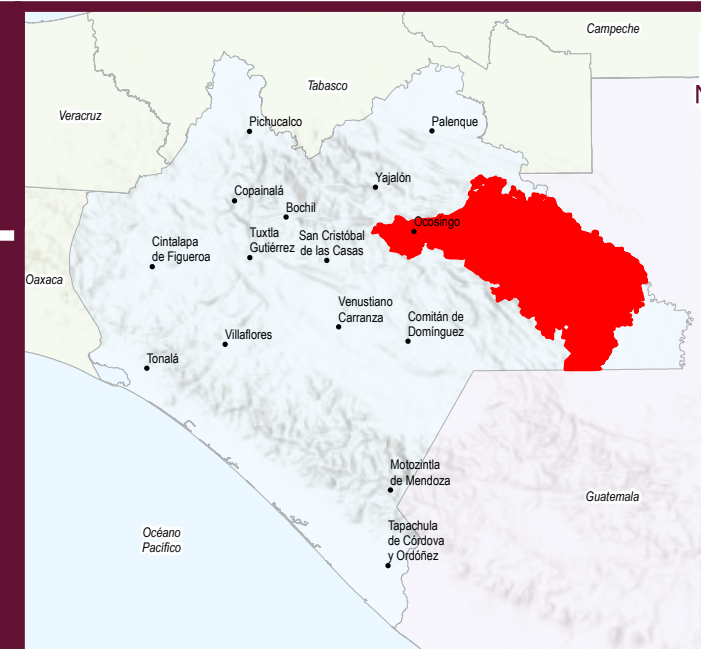 Campeche
N
Tabasco
Veracruz
Pichucalco
Palenque
Yajalón
Copainalá
Bochil
Ocosingo
Tuxtla
Gutiérrez
San Cristóbal
de las Casas
Cintalapa
de Figueroa
Oaxaca
Venustiano
Carranza
Comitán de
Domínguez
Villaflores
Tonalá
Motozintla
de Mendoza
Guatemala
Tapachula
de Córdova
y Ordóñez
Océano
Pacifico